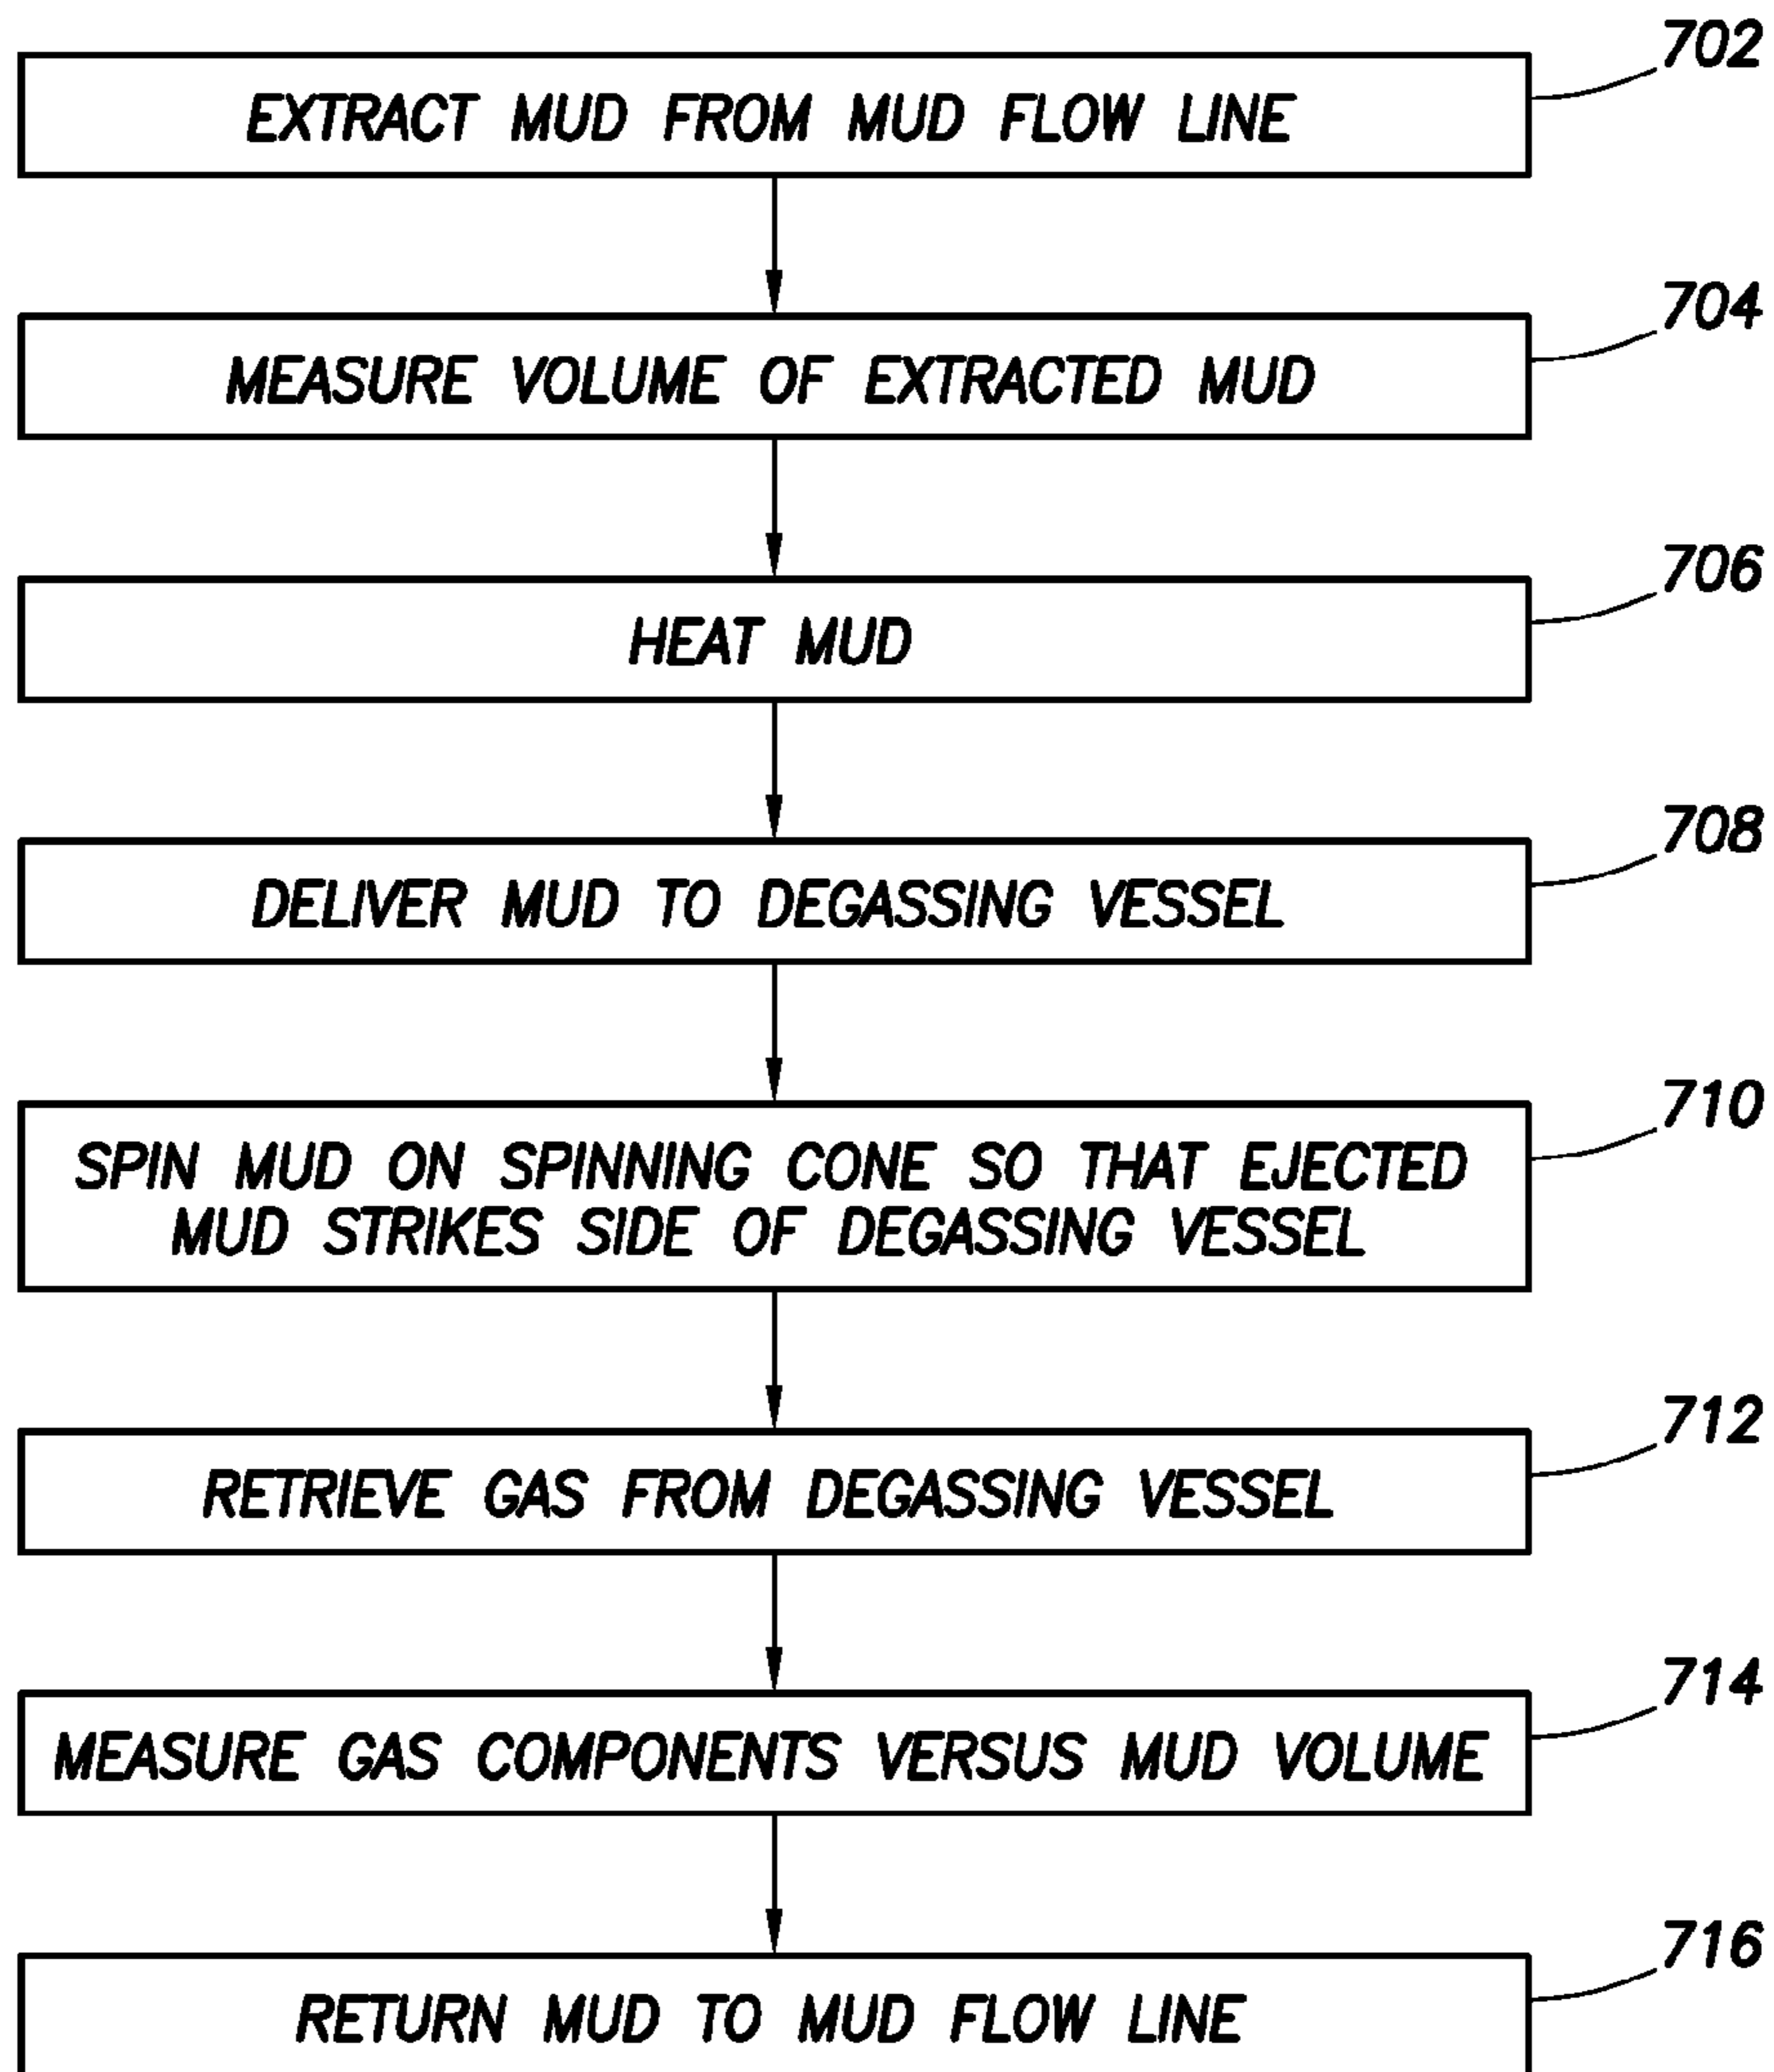 702
EXTRACT MUD FROM MUD FLOW LINE
704
MEASURE VOLUME OF EXTRACTED MUD
706
HEAT MUD
708
DELIVER MUD TO DEGASSING VESSEL
710
SPIN MUD ON SPINNING CONE SO THAT EJECTED
MUD STRIKES SIDE OF DEGASSING VESSEL
712
RETRIEVE GAS FROM DEGASSING VESSEL
714
MEASURE GAS COMPONENTS VERSUS MUD VOLUME
716
RETURN MUD TO MUD FLOW LINE